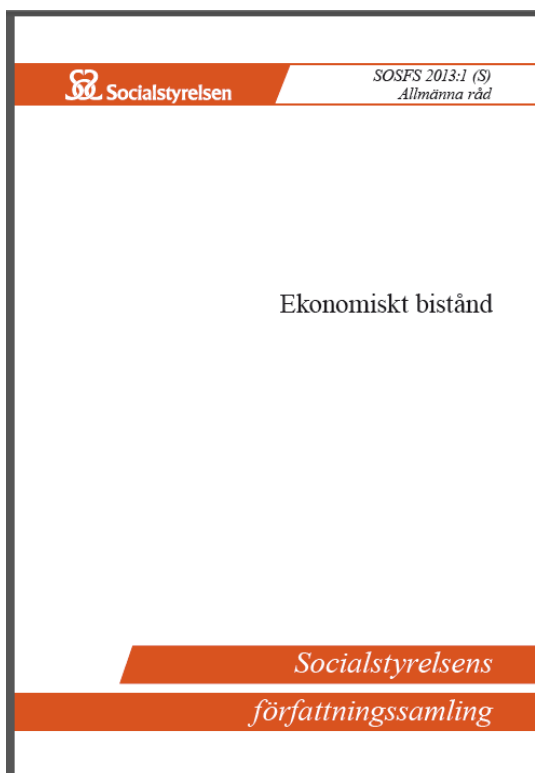 Socialstyrelsen
SOSFS 2013:1 (S)
Allmänna råd
Ekonomiskt bistånd
Socialstyrelsens
författningssamling